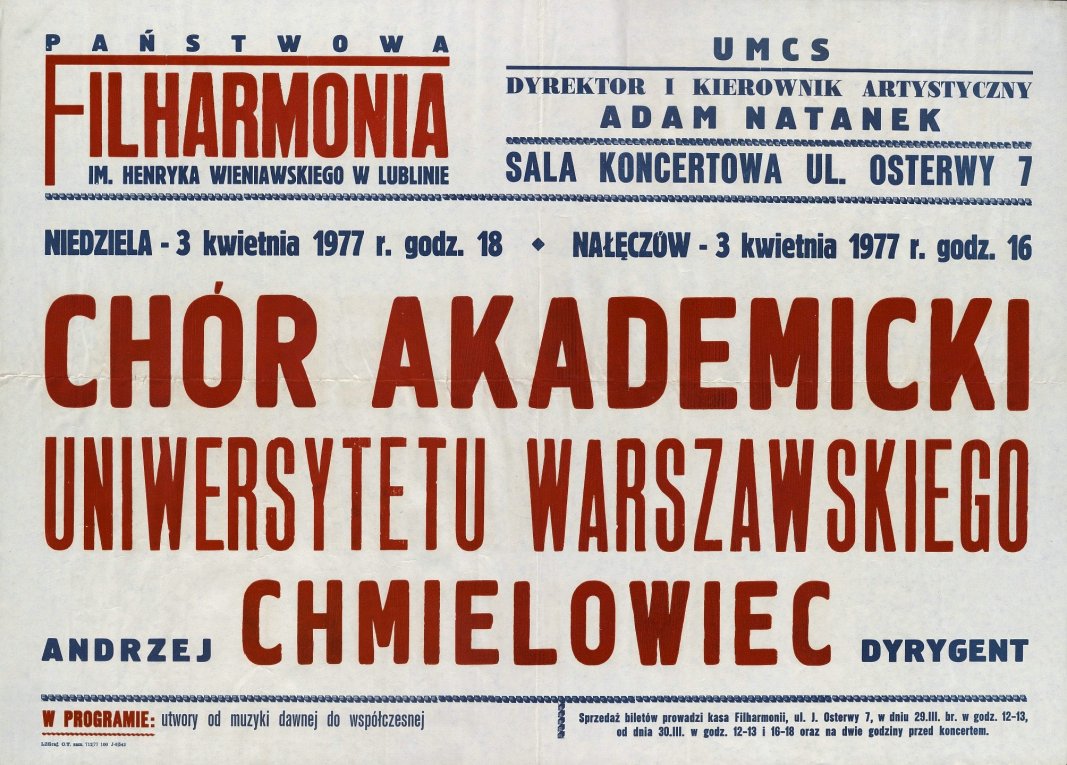 PAŃSTWOWA
FILHARMONIA
IM. HENRYKA WIENIAWSKIEGO W LUBLINIE
UMCS
DYREKTOR I KIEROWNIK ARTYSTYCZNY
ADAM NATANEK
SALA KONCERTOWA UL. OSTERWY 7
NIEDZIELA - 3 kwietnia 1977 r. godz. 18 ◆ NAŁĘCZÓW - 3 kwietnia 1977 r. godz. 16
CHÓR AKADEMICKI
UNIWERSYTETU WARSZAWSKIEGO
ANDRZEJ CHMIELOWIEC DYRYGENT
W PROGRAMIE: utwory od muzyki dawnej do współczesnej
Sprzedaż biletów prowadzi kasa Filharmonii, ul. J. Osterwy 7, w dniu 29.III. br. w godz. 12-13,
od dnia 30.III. w godz. 12-13 i 16-18 oraz na dwie godziny przed koncertem.